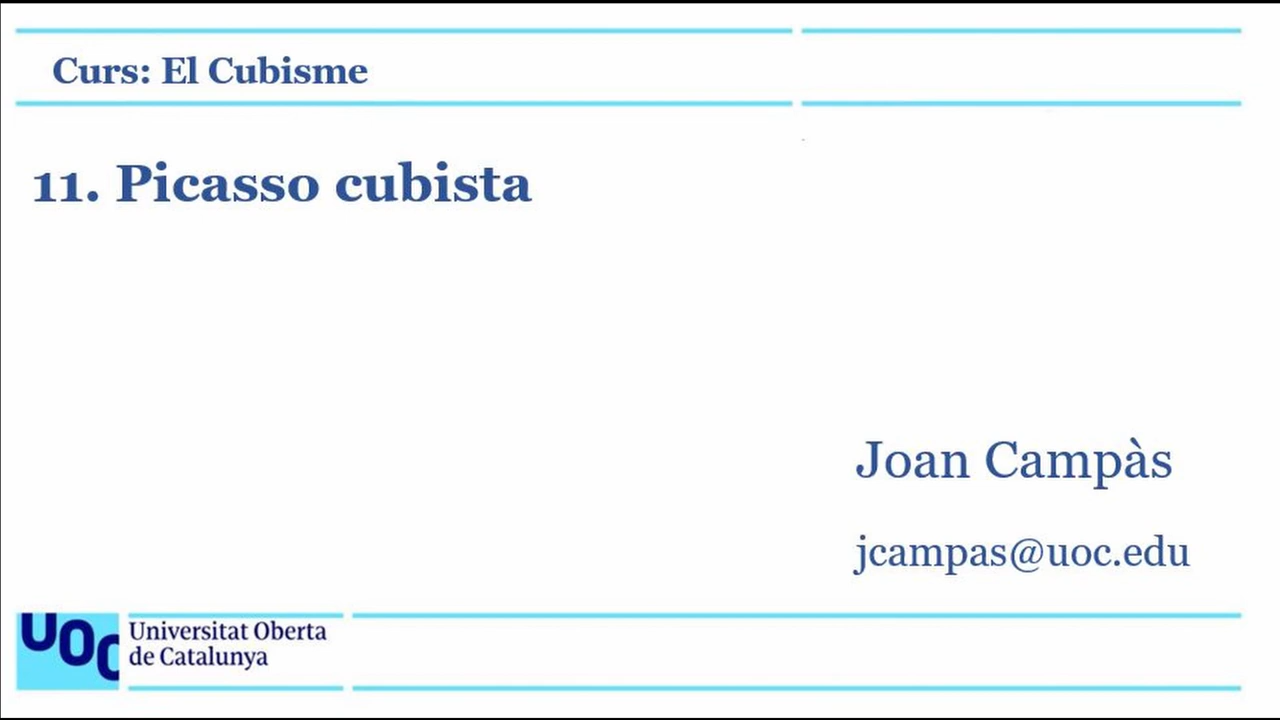 Curs: El Cubisme
11. Picasso cubista
Joan Campàs
jcampas@uoc.edu
UOC
Universitat Oberta
de Catalunya